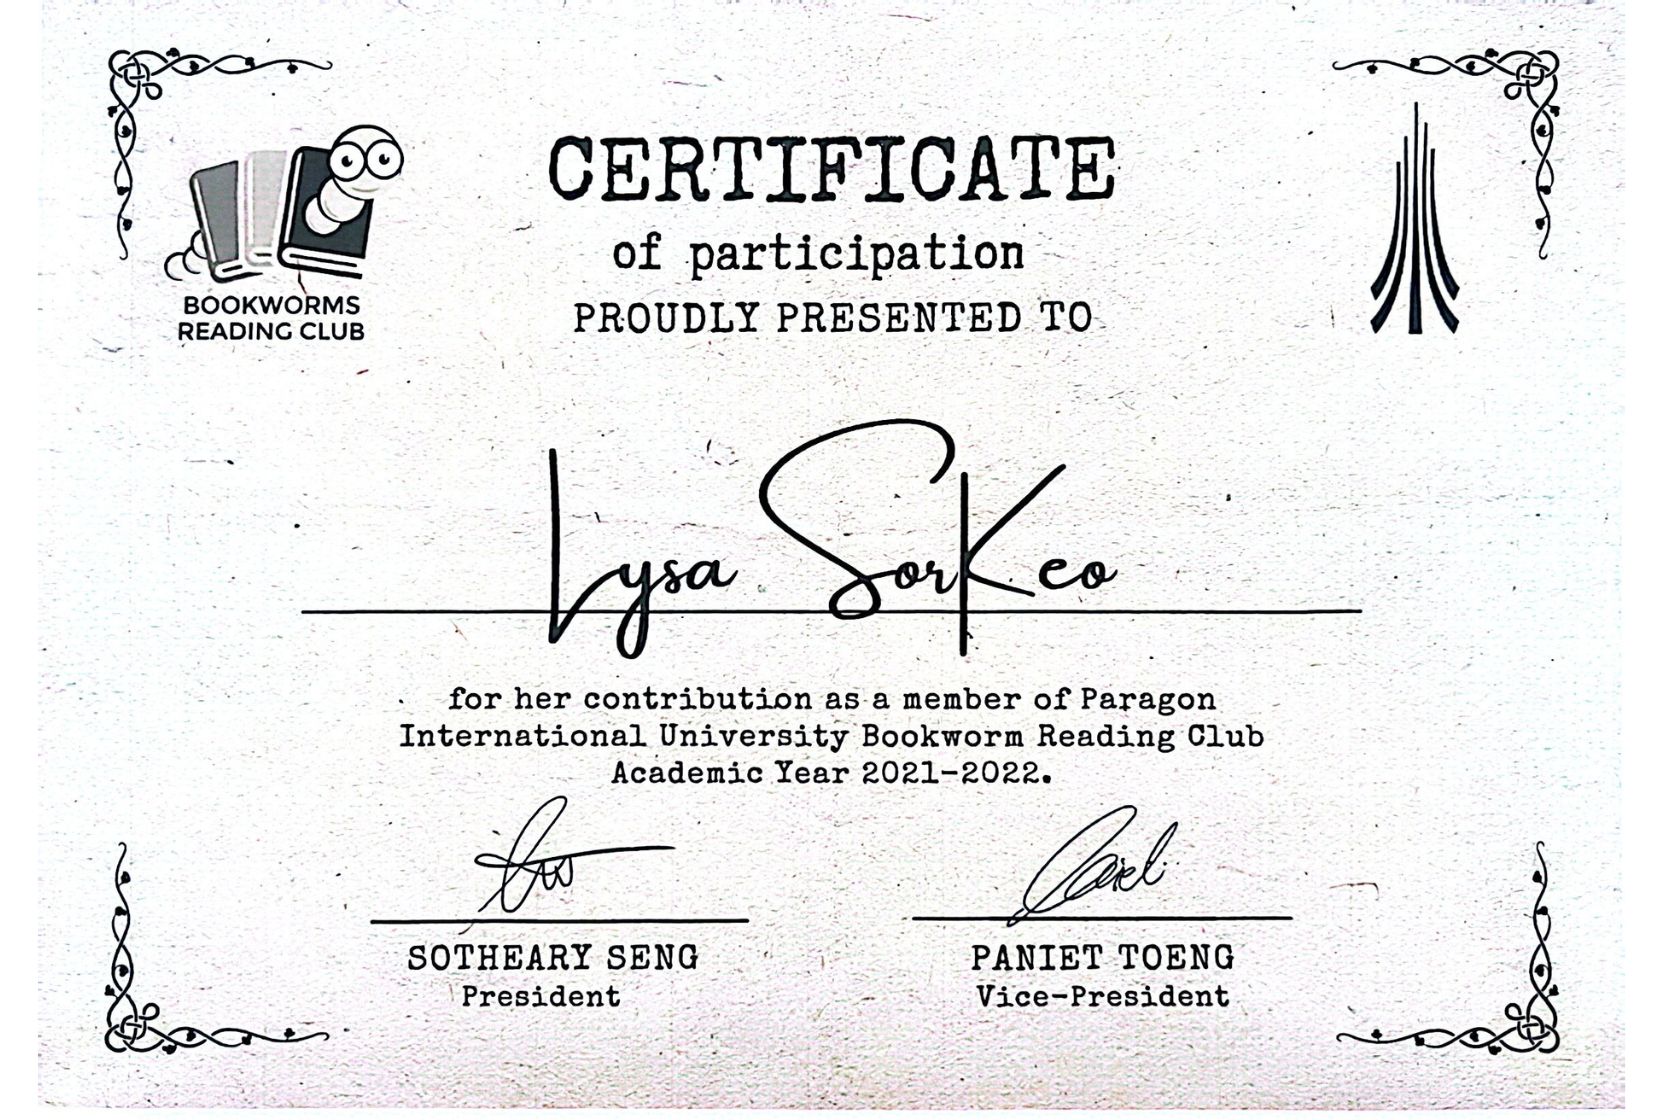 BOOKWORMS
READING CLUB
CERTIFICATE
of participation
PROUDLY PRESENTED TO
Lysa SorKeo
for her contribution as a member of Paragon
International University Bookworm Reading Club
Academic Year 2021-2022.
SOTHEARY SENG
President
PANIET TOENG
Vice-President